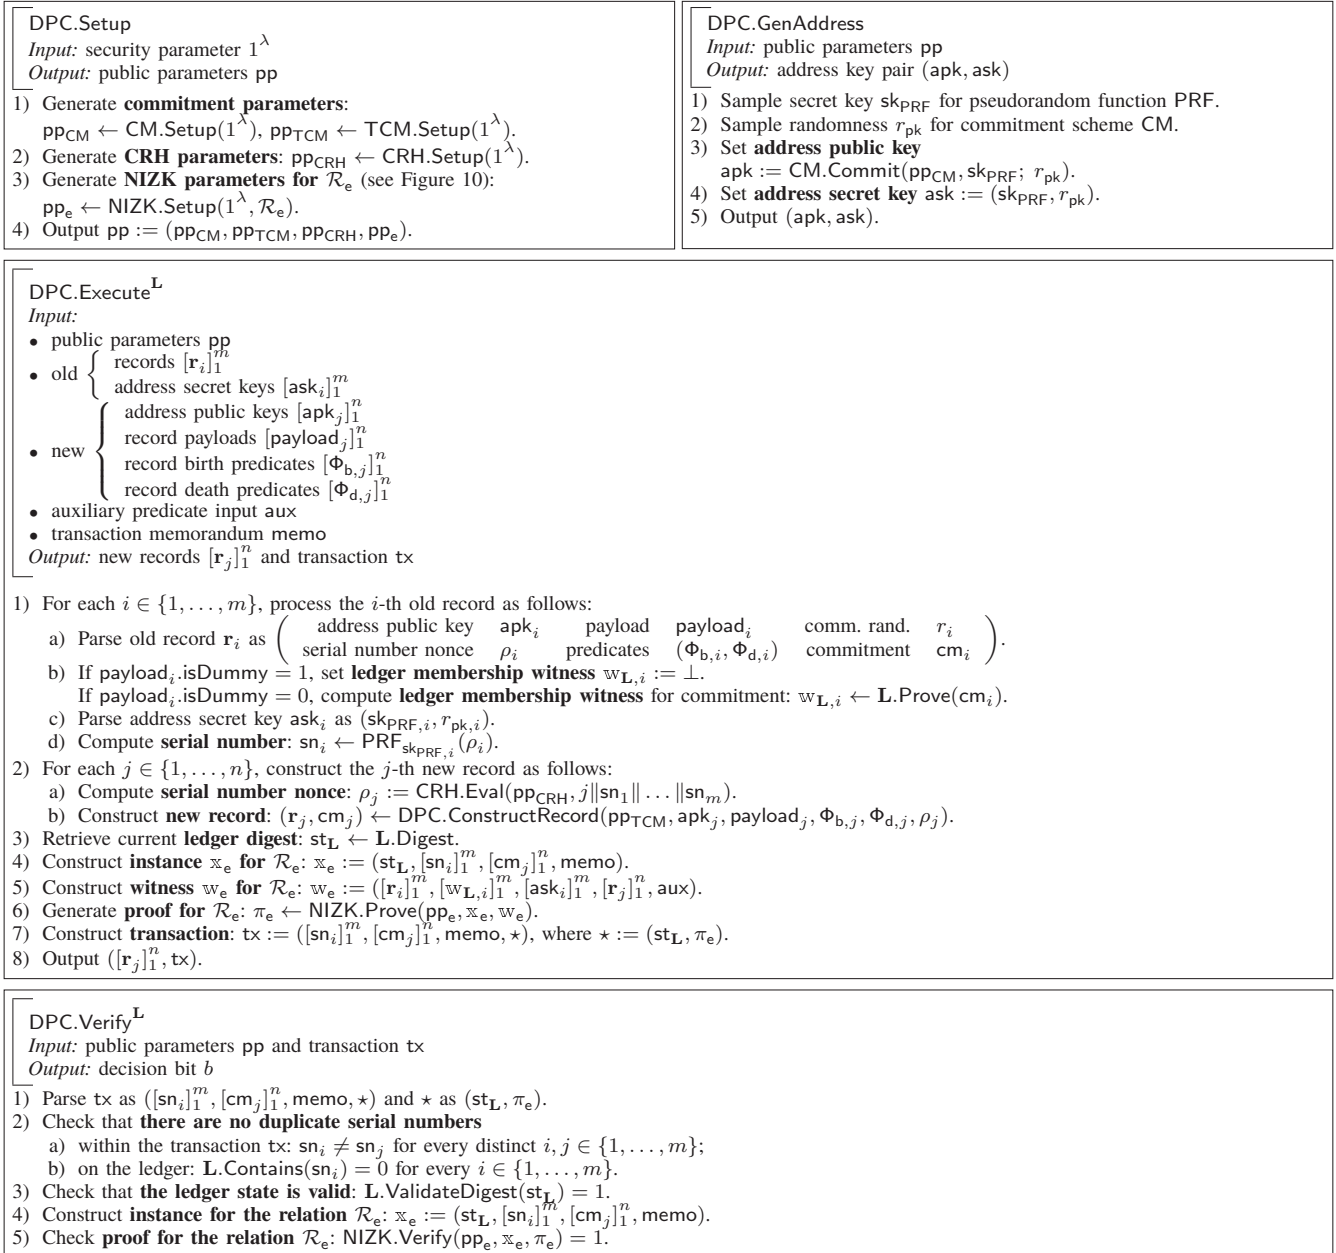 DPC.Setup
Input: security parameter 1^λ
Output: public parameters pp
1) Generate commitment parameters:
pp_CM ← CM.Setup(1^λ), pp_TCM ← TCM.Setup(1^λ).
2) Generate CRH parameters: pp_CRH ← CRH.Setup(1^λ).
3) Generate NIZK parameters for ℛ_e (see Figure 10):
pp_e ← NIZK.Setup(1^λ, ℛ_e).
4) Output pp := (pp_CM, pp_TCM, pp_CRH, pp_e).
DPC.GenAddress
Input: public parameters pp
Output: address key pair (apk, ask)
1) Sample secret key sk_PRF for pseudorandom function PRF.
2) Sample randomness r_pk for commitment scheme CM.
3) Set address public key
apk := CM.Commit(pp_CM, sk_PRF; r_pk).
4) Set address secret key ask := (sk_PRF, r_pk).
5) Output (apk, ask).
DPC.Execute^L
Input:
• public parameters pp
• old { records [r_i]_1^m
address secret keys [ask_i]_1^m
• new { address public keys [apk_j]_1^n
record payloads [payload_j]_1^n
record birth predicates [Φ_b,j]_1^n
record death predicates [Φ_d,j]_1^n
• auxiliary predicate input aux
• transaction memorandum memo
Output: new records [r_j]_1^n and transaction tx
1) For each i ∈ {1, . . . , m}, process the i-th old record as follows:
a) Parse old record r_i as ( address public key apk_i payload payload_i comm. rand. r_i
serial number nonce ρ_i predicates (Φ_b,i, Φ_d,i) commitment cm_i ).
b) If payload_i.isDummy = 1, set ledger membership witness 𝕨_L,i := ⊥.
If payload_i.isDummy = 0, compute ledger membership witness for commitment: 𝕨_L,i ← L.Prove(cm_i).
c) Parse address secret key ask_i as (sk_PRF,i, r_pk,i).
d) Compute serial number: sn_i ← PRF_sk_PRF,i(ρ_i).
2) For each j ∈ {1, . . . , n}, construct the j-th new record as follows:
a) Compute serial number nonce: ρ_j := CRH.Eval(pp_CRH, j‖sn_1‖ . . . ‖sn_m).
b) Construct new record: (r_j, cm_j) ← DPC.ConstructRecord(pp_TCM, apk_j, payload_j, Φ_b,j, Φ_d,j, ρ_j).
3) Retrieve current ledger digest: st_L ← L.Digest.
4) Construct instance 𝕩_e for ℛ_e: 𝕩_e := (st_L, [sn_i]_1^m, [cm_j]_1^n, memo).
5) Construct witness 𝕨_e for ℛ_e: 𝕨_e := ([r_i]_1^m, [𝕨_L,i]_1^m, [ask_i]_1^m, [r_j]_1^n, aux).
6) Generate proof for ℛ_e: π_e ← NIZK.Prove(pp_e, 𝕩_e, 𝕨_e).
7) Construct transaction: tx := ([sn_i]_1^m, [cm_j]_1^n, memo, ⋆), where ⋆ := (st_L, π_e).
8) Output ([r_j]_1^n, tx).
DPC.Verify^L
Input: public parameters pp and transaction tx
Output: decision bit b
1) Parse tx as ([sn_i]_1^m, [cm_j]_1^n, memo, ⋆) and ⋆ as (st_L, π_e).
2) Check that there are no duplicate serial numbers
a) within the transaction tx: sn_i ≠ sn_j for every distinct i, j ∈ {1, . . . , m};
b) on the ledger: L.Contains(sn_i) = 0 for every i ∈ {1, . . . , m}.
3) Check that the ledger state is valid: L.ValidateDigest(st_L) = 1.
4) Construct instance for the relation ℛ_e: 𝕩_e := (st_L, [sn_i]_1^m, [cm_j]_1^n, memo).
5) Check proof for the relation ℛ_e: NIZK.Verify(pp_e, 𝕩_e, π_e) = 1.